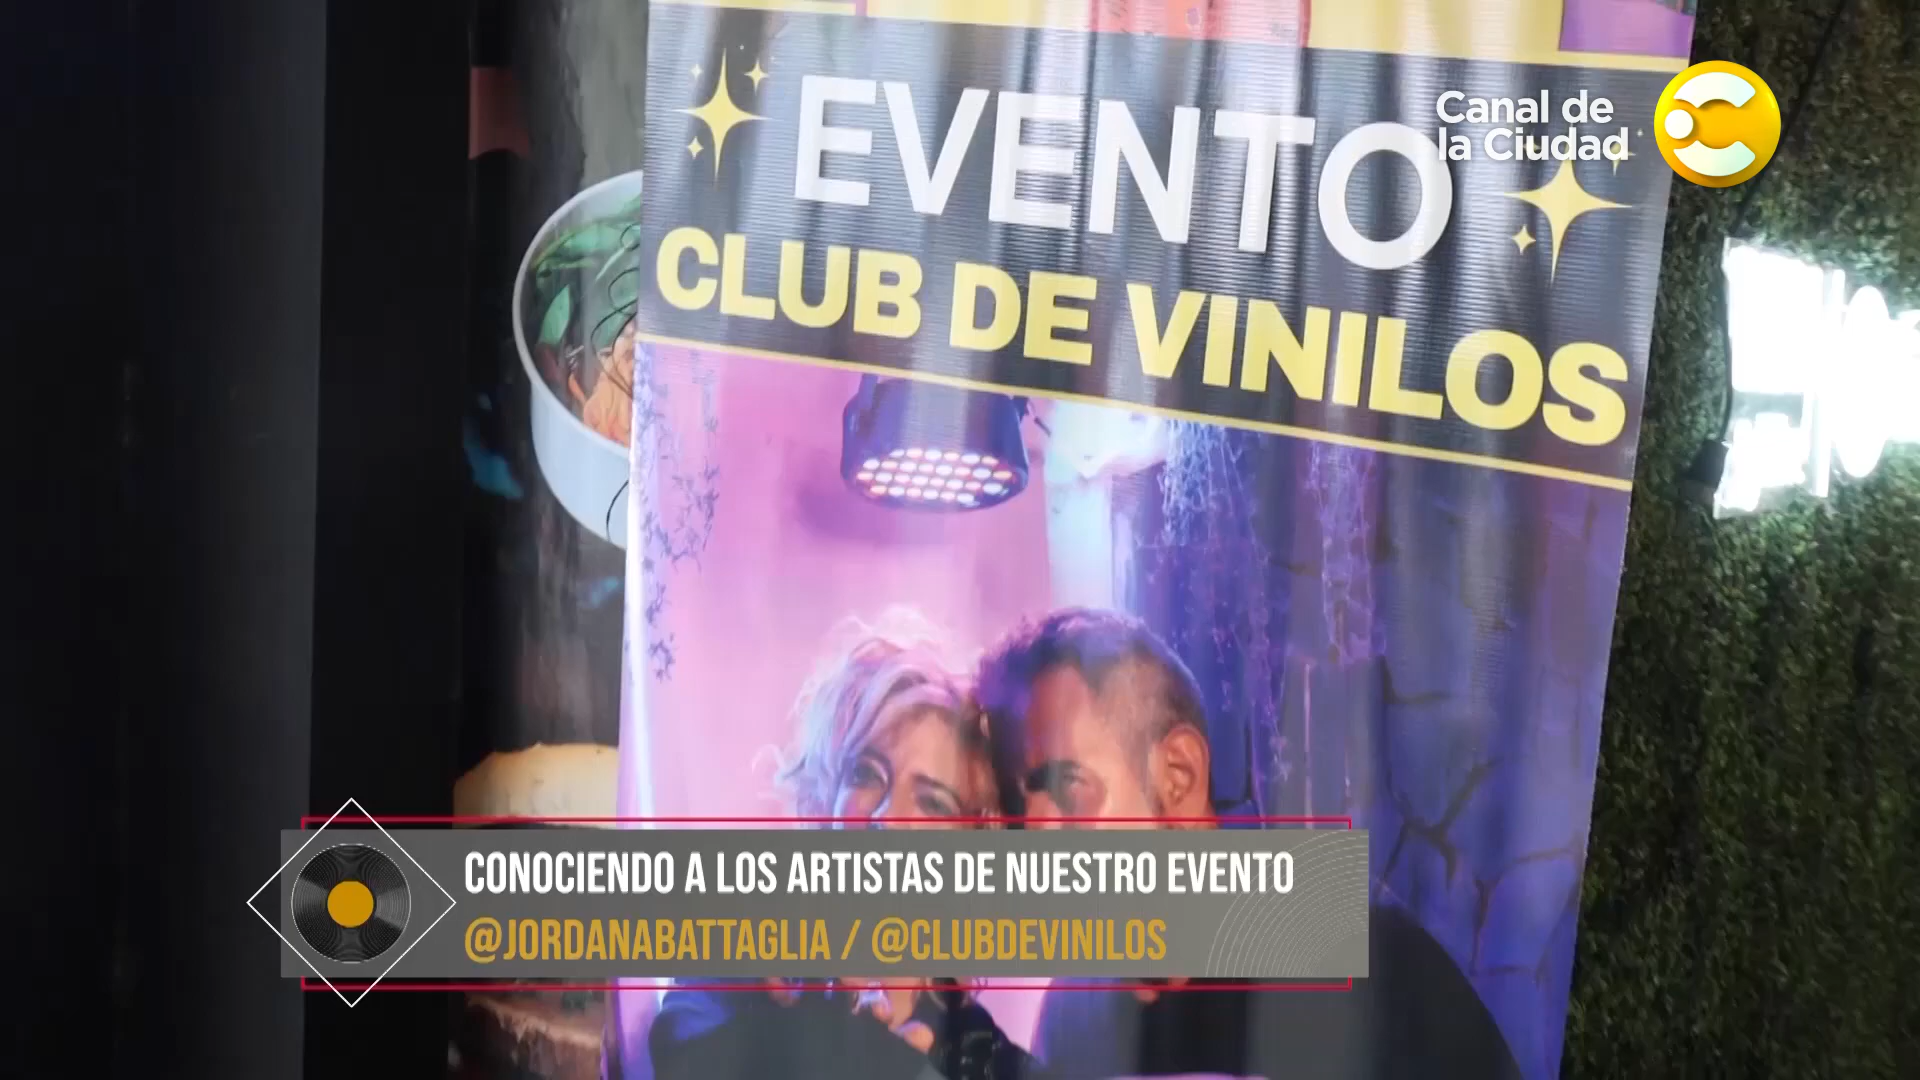 Canal de
la Ciudad
EVENTO
CLUB DE VINILOS
CONOCIENDO A LOS ARTISTAS DE NUESTRO EVENTO
@JORDANABATTAGLIA / @CLUBDEVINILOS